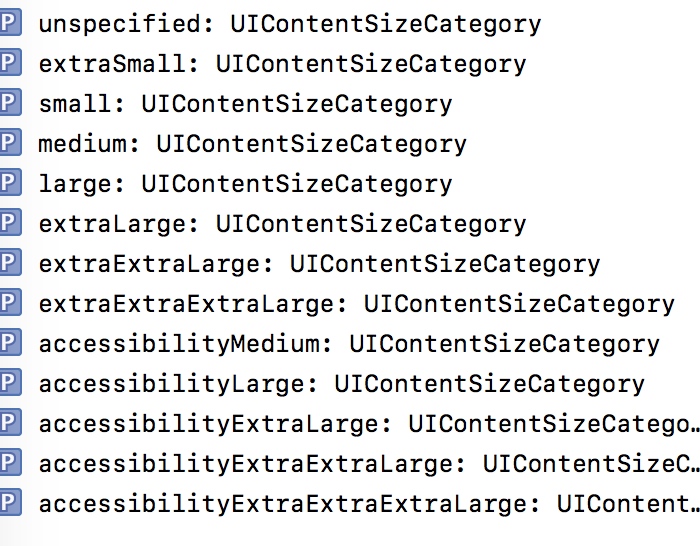 P unspecified: UIContentSizeCategory
P extraSmall: UIContentSizeCategory
P small: UIContentSizeCategory
P medium: UIContentSizeCategory
P large: UIContentSizeCategory
P extraLarge: UIContentSizeCategory
P extraExtraLarge: UIContentSizeCategory
P extraExtraExtraLarge: UIContentSizeCategory
P accessibilityMedium: UIContentSizeCategory
P accessibilityLarge: UIContentSizeCategory
P accessibilityExtraLarge: UIContentSizeCatego…
P accessibilityExtraExtraLarge: UIContentSizeC…
P accessibilityExtraExtraExtraLarge: UIContent…